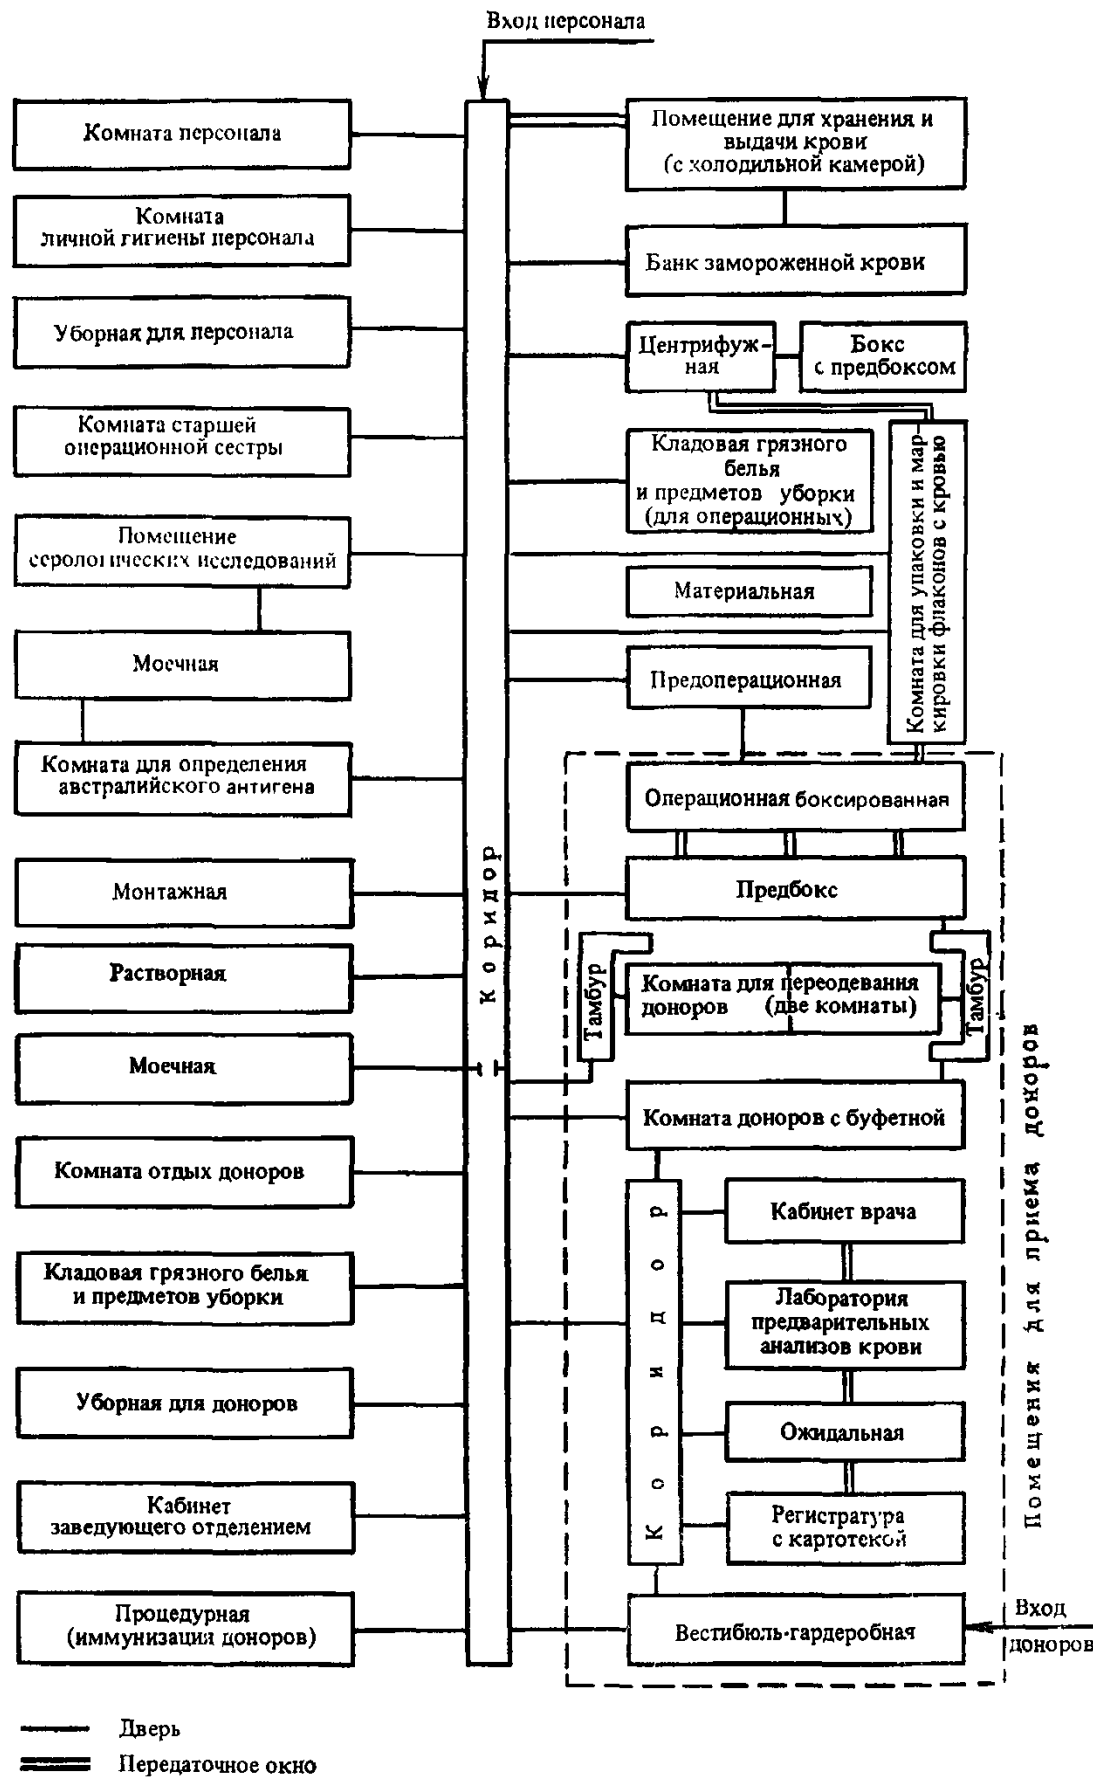 Вход персонала
Комната персонала
Комната
личной гигиены персонала
Уборная для персонала
Комната старшей
операционной сестры
Помещение
серологических исследований
Моечная
Комната для определения
австралийского антигена
Монтажная
Растворная
Моечная
Комната отдых доноров
Кладовая грязного белья
и предметов уборки
Уборная для доноров
Кабинет
заведующего отделением
Процедурная
(иммунизация доноров)
Коридор
Помещение для хранения и
выдачи крови
(с холодильной камерой)
Банк замороженной крови
Центрифуж-
ная
Бокс
с предбоксом
Кладовая грязного
белья
и предметов уборки
(для операционных)
Комната для упаковки и мар
кировки флаконов с кровью
Материальная
Предоперационная
Операционная боксированная
Предбокс
Тамбур
Комната для переодевания
доноров (две комнаты)
Тамбур
Комната доноров с буфетной
Коридор
Кабинет врача
Лаборатория
предварительных
анализов крови
Ожидальная
Регистратура
с картотекой
Вестибюль-гардеробная
Помещения для приема доноров
Вход
доноров
Дверь
Передаточное окно